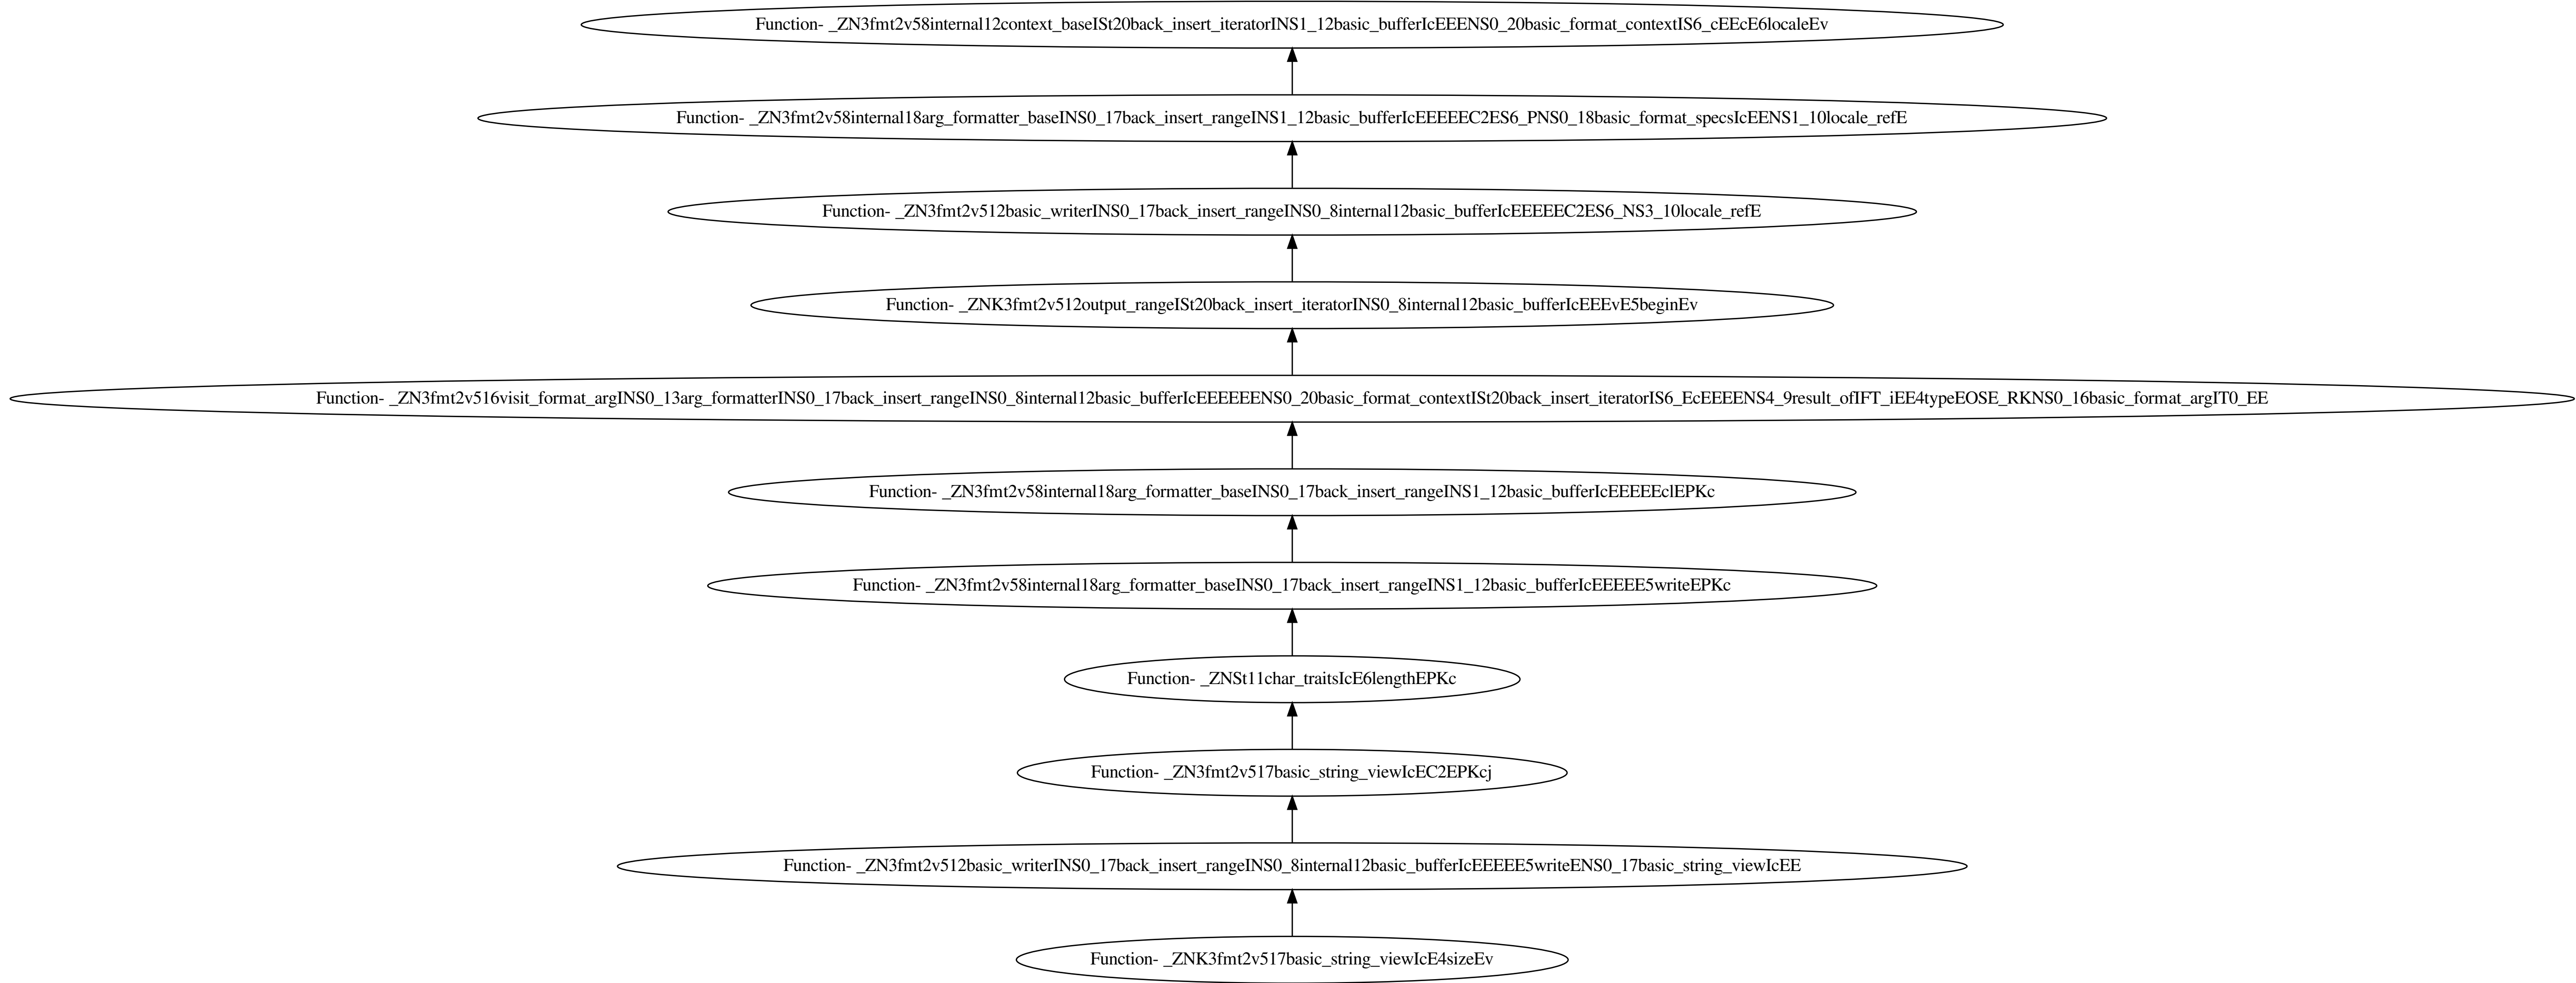 Function- _ZN3fmt2v58internal12context_baseISt20back_insert_iteratorINS1_12basic_bufferIcEEENS0_20basic_format_contextIS6_cEEcE6localeEv
Function- _ZN3fmt2v58internal18arg_formatter_baseINS0_17back_insert_rangeINS1_12basic_bufferIcEEEEEC2ES6_PNS0_18basic_format_specsIcEENS1_10locale_refE
Function- _ZN3fmt2v512basic_writerINS0_17back_insert_rangeINS0_8internal12basic_bufferIcEEEEEC2ES6_NS3_10locale_refE
Function- _ZNK3fmt2v512output_rangeISt20back_insert_iteratorINS0_8internal12basic_bufferIcEEEvE5beginEv
Function- _ZN3fmt2v516visit_format_argINS0_13arg_formatterINS0_17back_insert_rangeINS0_8internal12basic_bufferIcEEEEEENS0_20basic_format_contextISt20back_insert_iteratorIS6_EcEEEENS4_9result_ofIFT_iEE4typeEOSE_RKNS0_16basic_format_argIT0_EE
Function- _ZN3fmt2v58internal18arg_formatter_baseINS0_17back_insert_rangeINS1_12basic_bufferIcEEEEEclEPKc
Function- _ZN3fmt2v58internal18arg_formatter_baseINS0_17back_insert_rangeINS1_12basic_bufferIcEEEEE5writeEPKc
Function- _ZNSt11char_traitsIcE6lengthEPKc
Function- _ZN3fmt2v517basic_string_viewIcEC2EPKcj
Function- _ZN3fmt2v512basic_writerINS0_17back_insert_rangeINS0_8internal12basic_bufferIcEEEEE5writeENS0_17basic_string_viewIcEE
Function- _ZNK3fmt2v517basic_string_viewIcE4sizeEv